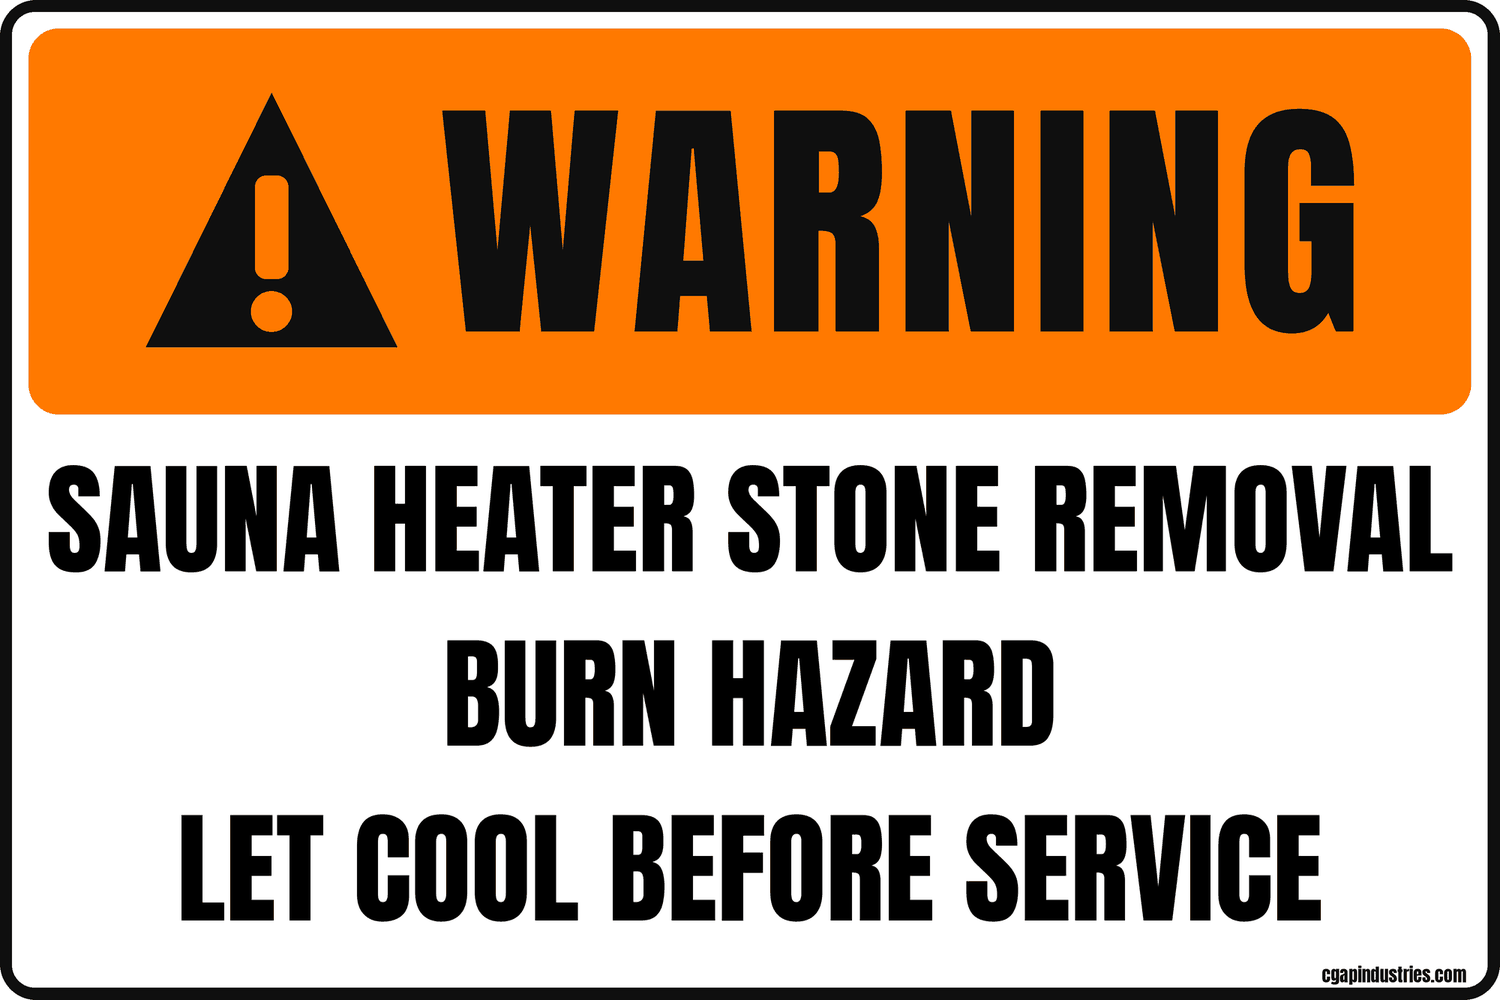 WARNING
SAUNA HEATER STONE REMOVAL
BURN HAZARD
LET COOL BEFORE SERVICE
cgapindustries.com